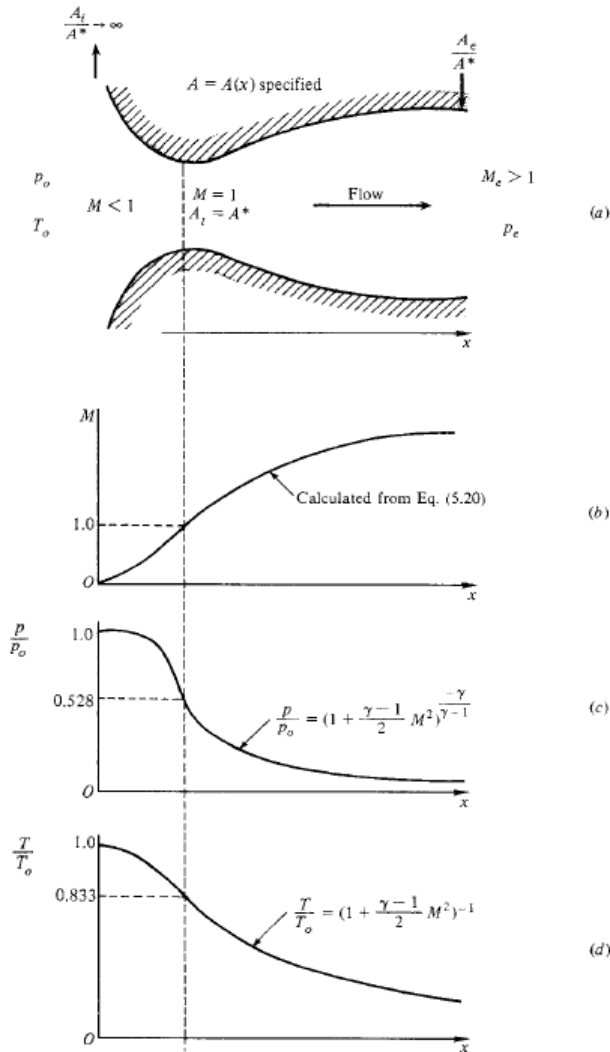 A_i/A* → ∞
A_e/A*
A = A(x) specified
p_o
T_o
M < 1
M = 1
A_t = A*
Flow
M_e > 1
p_e
(a)
x
M
1.0
O
Calculated from Eq. (5.20)
x
(b)
p/p_o
1.0
0.528
O
p/p_o = (1 + γ−1/2 M²)^−γ/γ−1
x
(c)
T/T_o
1.0
0.833
O
T/T_o = (1 + γ−1/2 M²)^−1
x
(d)